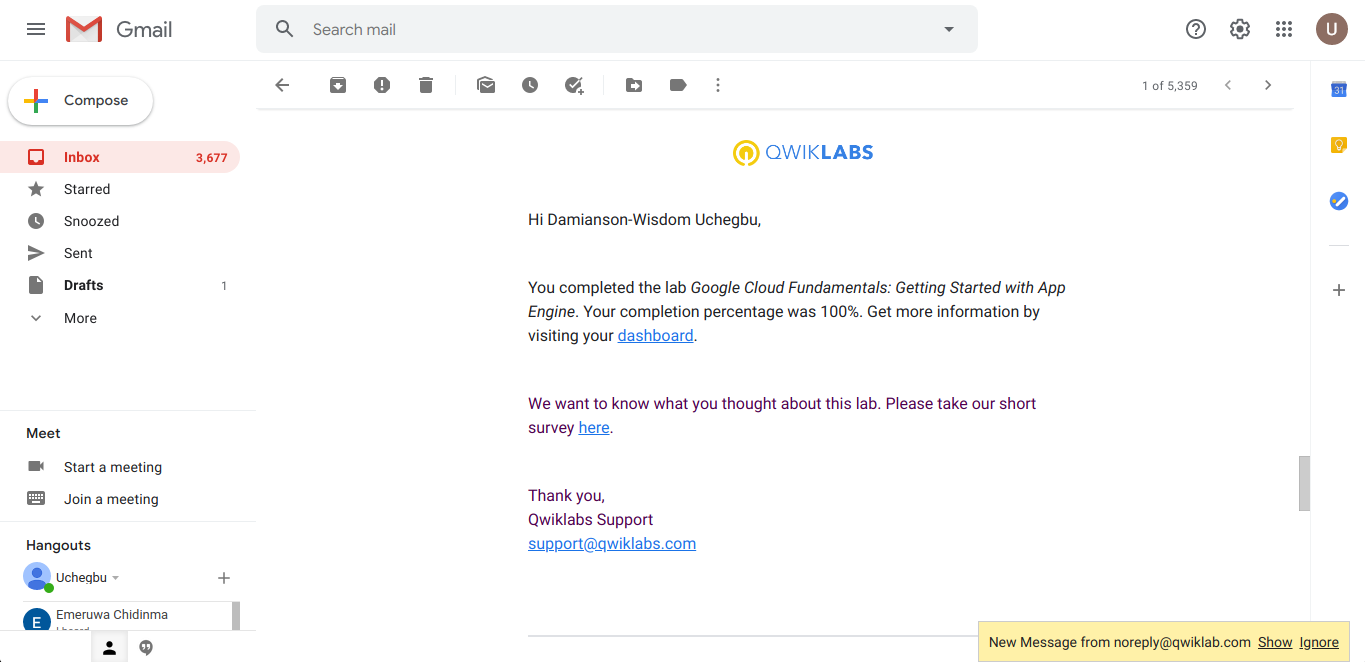 Gmail
Search mail
U
Compose
1 of 5,359
31
Inbox 3,677
Starred
Snoozed
Sent
Drafts 1
More
Meet
Start a meeting
Join a meeting
Hangouts
Uchegbu
E
Emeruwa Chidinma
QWIKLABS
Hi Damianson-Wisdom Uchegbu,
You completed the lab Google Cloud Fundamentals: Getting Started with App
Engine. Your completion percentage was 100%. Get more information by
visiting your dashboard.
We want to know what you thought about this lab. Please take our short
survey here.
Thank you,
Qwiklabs Support
support@qwiklabs.com
New Message from noreply@qwiklab.com Show Ignore